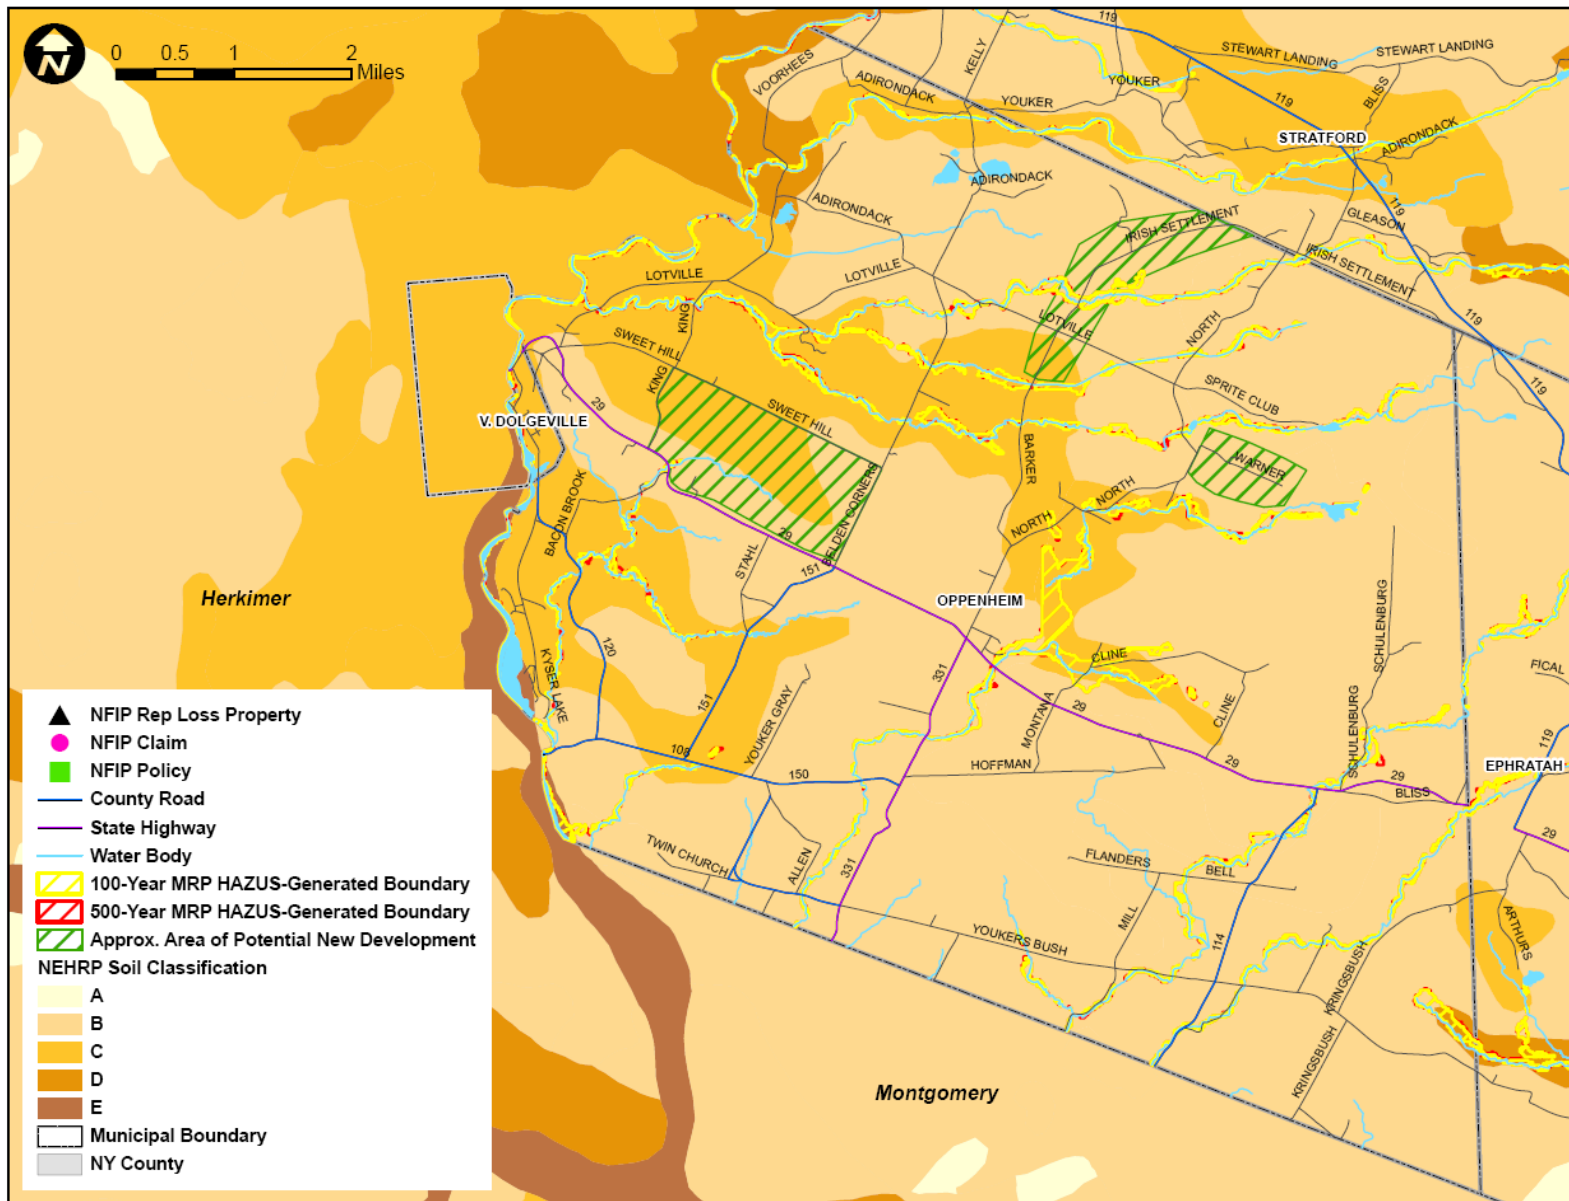 N
0 0.5 1 2
Miles
119
STEWART LANDING
STEWART LANDING
VOORHEES
KELLY
YOUKER
BLISS
ADIRONDACK
YOUKER
119
STRATFORD
ADIRONDACK
ADIRONDACK
ADIRONDACK
119
GLEASON
IRISH SETTLEMENT
IRISH SETTLEMENT
LOTVILLE
LOTVILLE
KING
LOTVILLE
NORTH
119
SWEET HILL
KING
SPRITE CLUB
119
29
SWEET HILL
V. DOLGEVILLE
BARKER
WARNER
BELDEN CORNERS
BACON BROOK
NORTH
NORTH
29
STAHL
151
Herkimer
OPPENHEIM
SCHULENBURG
120
KYSER LAKE
CLINE
FICAL
331
151
YOUKER GRAY
MONTANA
29
CLINE
SCHULENBURG
119
108
150
HOFFMAN
29
29
BLISS
EPHRATAH
29
TWIN CHURCH
ALLEN
331
FLANDERS
BELL
MILL
ARTHURS
YOUKERS BUSH
114
KRINGSBUSH
KRINGSBUSH
Montgomery
NFIP Rep Loss Property
NFIP Claim
NFIP Policy
County Road
State Highway
Water Body
100-Year MRP HAZUS-Generated Boundary
500-Year MRP HAZUS-Generated Boundary
Approx. Area of Potential New Development
NEHRP Soil Classification
A
B
C
D
E
Municipal Boundary
NY County